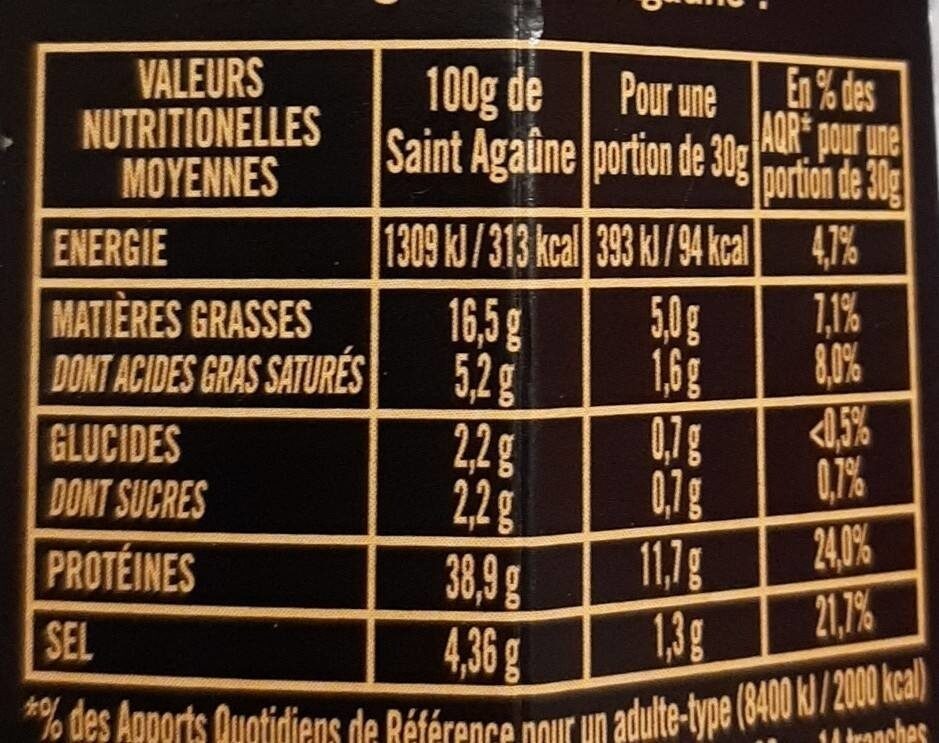 VALEURS NUTRITIONELLES MOYENNES
100g de Saint Agaûne
Pour une portion de 30g
En % des AQR* pour une portion de 30g
ENERGIE 1309 kJ / 313 kcal 393 kJ / 94 kcal 4,7%
MATIÈRES GRASSES 16,5 g 5,0 g 7,1%
DONT ACIDES GRAS SATURÉS 5,2 g 1,6 g 8,0%
GLUCIDES 2,2 g 0,7 g <0,5%
DONT SUCRES 2,2 g 0,7 g 0,7%
PROTÉINES 38,9 g 11,7 g 24,0%
SEL 4,36 g 1,3 g 21,7%
*% des Apports Quotidiens de Référence pour un adulte-type (8400 kJ / 2000 kcal)
14 tranches